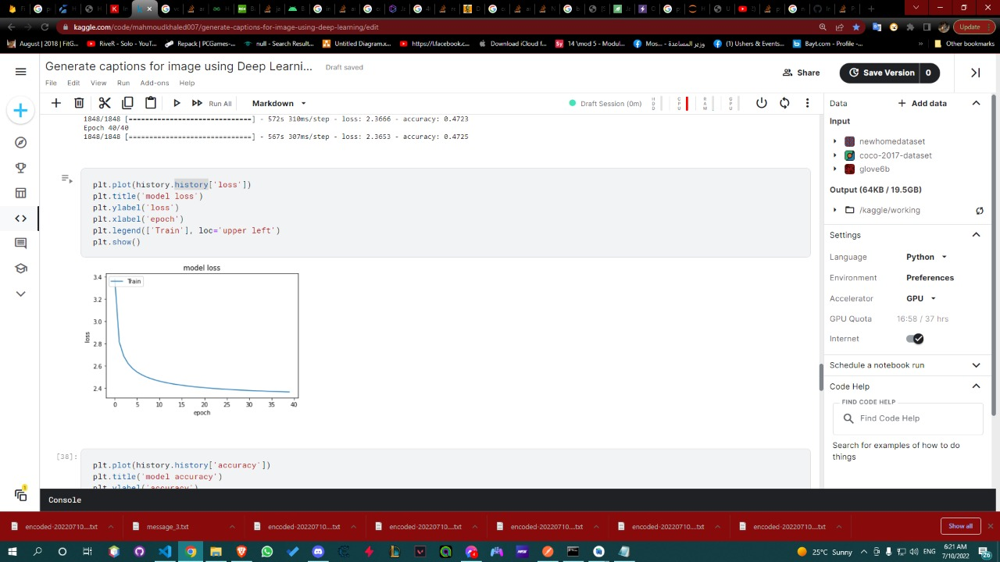 kaggle.com/code/mahmoudkhaled007/generate-captions-for-image-using-deep-learning/edit
Update
August | 2018 | FitG...
RiveR - Solo - YouT...
Repack | PCGames-...
null - Search Result...
Untitled Diagram.x...
https://l.facebook.c...
Download iCloud f...
14 \mod 5 - Modul...
Mos... - وزير المساعدة...
(1) Ushers & Events...
Bayt.com - Profile -...
Other bookmarks
Generate captions for image using Deep Learni...
Draft saved
Share
Save Version
0
File Edit View Run Add-ons Help
Run All
Markdown
Draft Session (0m)
HDD
CPU
RAM
GPU
1848/1848 [==============================] - 572s 310ms/step - loss: 2.3666 - accuracy: 0.4723
Epoch 40/40
1848/1848 [==============================] - 567s 307ms/step - loss: 2.3653 - accuracy: 0.4725
plt.plot(history.history['loss'])
plt.title('model loss')
plt.ylabel('loss')
plt.xlabel('epoch')
plt.legend(['Train'], loc='upper left')
plt.show()
model loss
Train
3.4
3.2
3.0
2.8
2.6
2.4
loss
0 5 10 15 20 25 30 35 40
epoch
[38]:
plt.plot(history.history['accuracy'])
plt.title('model accuracy')
plt.ylabel('accuracy')
Console
Data
Add data
Input
newhomedataset
coco-2017-dataset
glove6b
Output (64KB / 19.5GB)
/kaggle/working
Settings
Language Python
Environment Preferences
Accelerator GPU
GPU Quota 16:58 / 37 hrs
Internet
Schedule a notebook run
Code Help
FIND CODE HELP
Find Code Help
Search for examples of how to do
things
encoded-20220710....txt
message_3.txt
encoded-20220710....txt
encoded-20220710....txt
encoded-20220710....txt
encoded-20220710....txt
encoded-20220710....txt
Show all
25°C Sunny
ENG
6:21 AM
7/10/2022
26